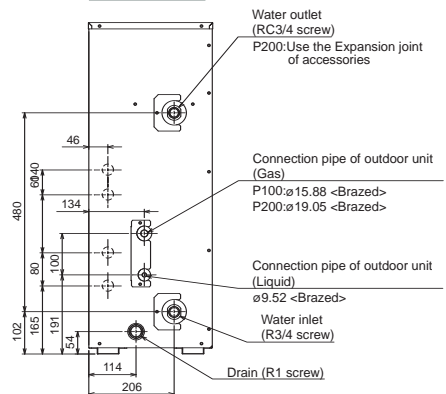 Water outlet
(RC3/4 screw)
P200:Use the Expansion joint
of accessories
46
60
140
480
134
Connection pipe of outdoor unit
(Gas)
P100:ø15.88 <Brazed>
P200:ø19.05 <Brazed>
100
80
Connection pipe of outdoor unit
(Liquid)
ø9.52 <Brazed>
Water inlet
(R3/4 screw)
102
165
191
54
114
Drain (R1 screw)
206